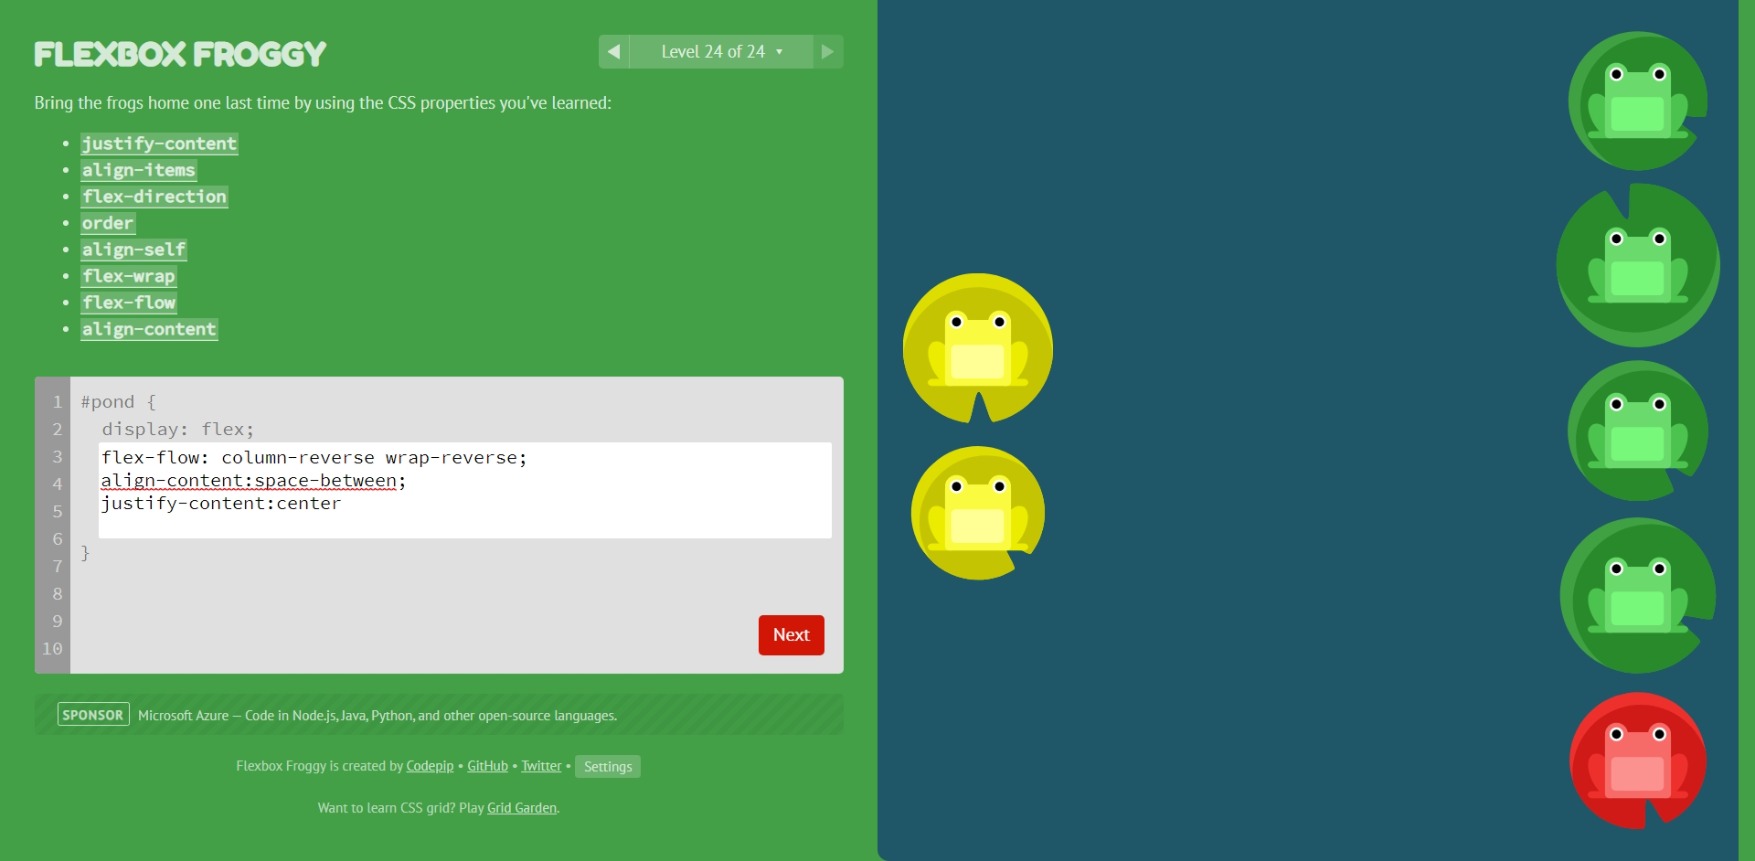 FLEXBOX FROGGY
◀ Level 24 of 24 ▾ ▶
Bring the frogs home one last time by using the CSS properties you've learned:
• justify-content
• align-items
• flex-direction
• order
• align-self
• flex-wrap
• flex-flow
• align-content
1 #pond {
2 display: flex;
3 flex-flow: column-reverse wrap-reverse;
4 align-content:space-between;
5 justify-content:center
6 }
7
8
9
10
Next
SPONSOR Microsoft Azure — Code in Node.js, Java, Python, and other open-source languages.
Flexbox Froggy is created by Codepip • GitHub • Twitter • Settings
Want to learn CSS grid? Play Grid Garden.